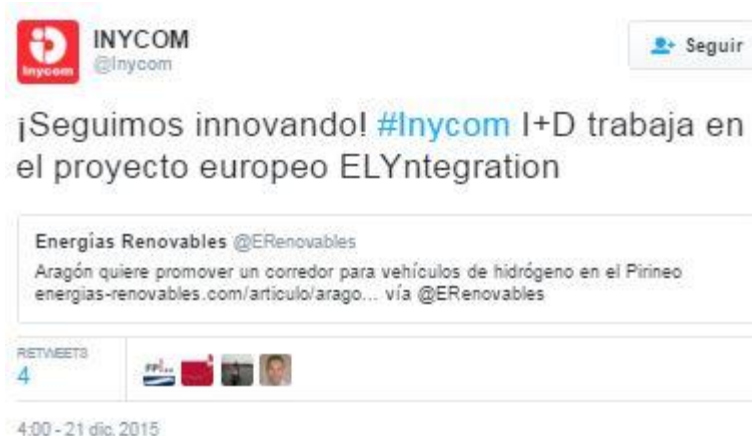 INYCOM
@Inycom
Inycom
Seguir
¡Seguimos innovando! #Inycom I+D trabaja en
el proyecto europeo ELYntegration
Energías Renovables @ERenovables
Aragón quiere promover un corredor para vehículos de hidrógeno en el Pirineo
energias-renovables.com/articulo/arago... vía @ERenovables
RETWEETS
4
4:00 - 21 dic. 2015